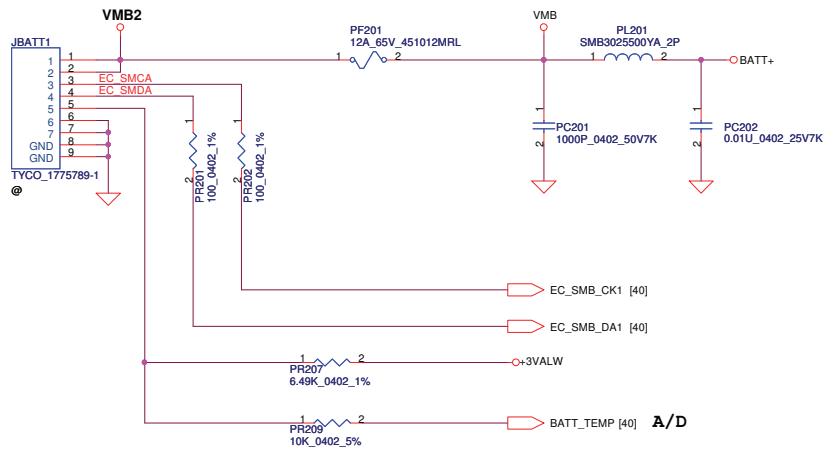 VMB2
VMB
JBATT1
PF201
12A_65V_451012MRL
PL201
SMB3025500YA_2P
1
1
2
1
2
BATT+
1
2
2
3
EC_SMCA
3
4
EC_SMDA
4
5
5
6
6
7
7
GND
8
GND
9
TYCO_1775789-1
@
1
2
PR201
100_0402_1%
1
2
PR202
100_0402_1%
1
2
PC201
1000P_0402_50V7K
1
2
PC202
0.01U_0402_25V7K
EC_SMB_CK1 [40]
EC_SMB_DA1 [40]
1
2
+3VALW
PR207
6.49K_0402_1%
1
2
BATT_TEMP [40]
A/D
PR209
10K_0402_5%